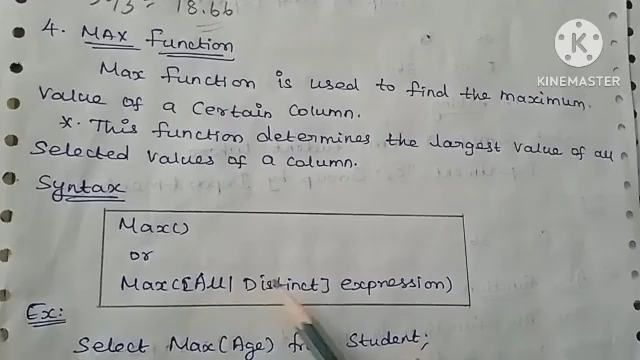 = 18.66
4. MAX Function
Max function is used to find the maximum
value of a certain column.
*. This function determines the largest value of all
selected values of a column.
Syntax
Max()
or
Max([All| Distinct] expression)
Ex:
Select Max(Age) from Student;
K
KINEMASTER